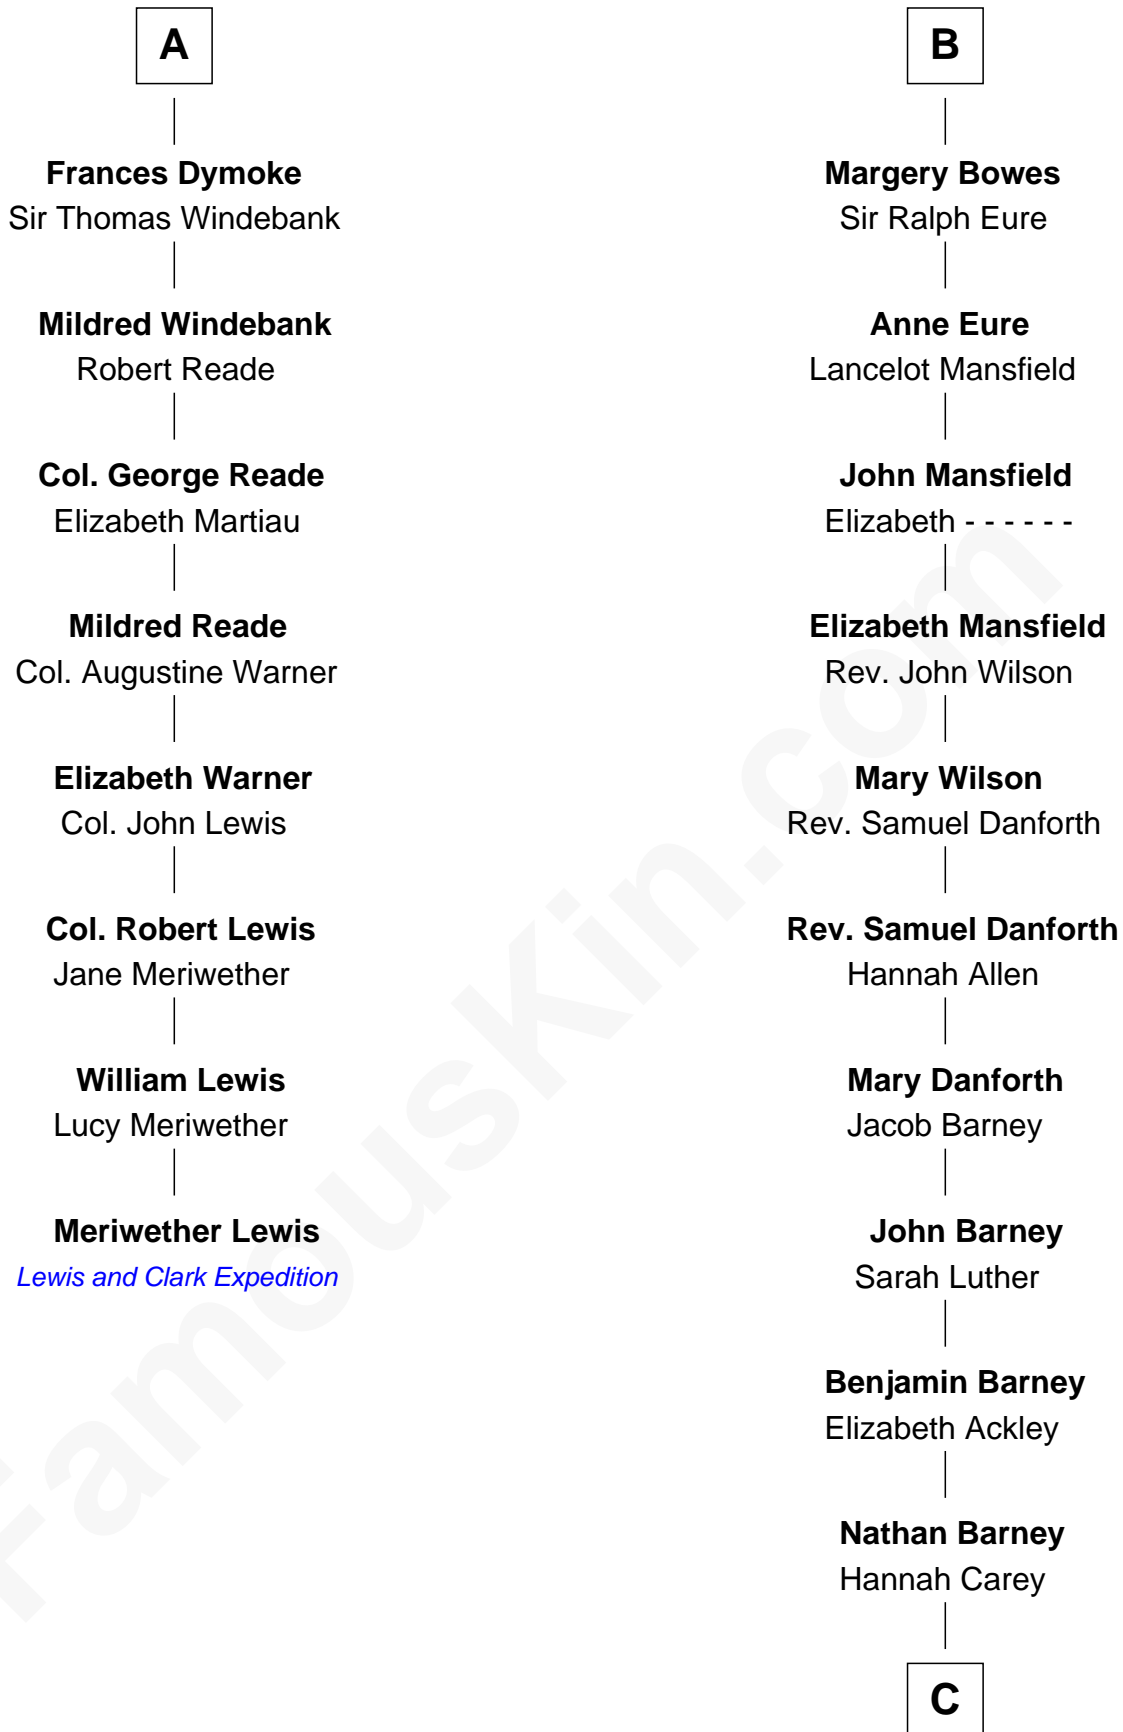 A
Frances Dymoke
Sir Thomas Windebank
Mildred Windebank
Robert Reade
Col. George Reade
Elizabeth Martiau
Mildred Reade
Col. Augustine Warner
Elizabeth Warner
Col. John Lewis
Col. Robert Lewis
Jane Meriwether
William Lewis
Lucy Meriwether
Meriwether Lewis
Lewis and Clark Expedition
B
Margery Bowes
Sir Ralph Eure
Anne Eure
Lancelot Mansfield
John Mansfield
Elizabeth - - - - - -
Elizabeth Mansfield
Rev. John Wilson
Mary Wilson
Rev. Samuel Danforth
Rev. Samuel Danforth
Hannah Allen
Mary Danforth
Jacob Barney
John Barney
Sarah Luther
Benjamin Barney
Elizabeth Ackley
Nathan Barney
Hannah Carey
C
FamousKin.com